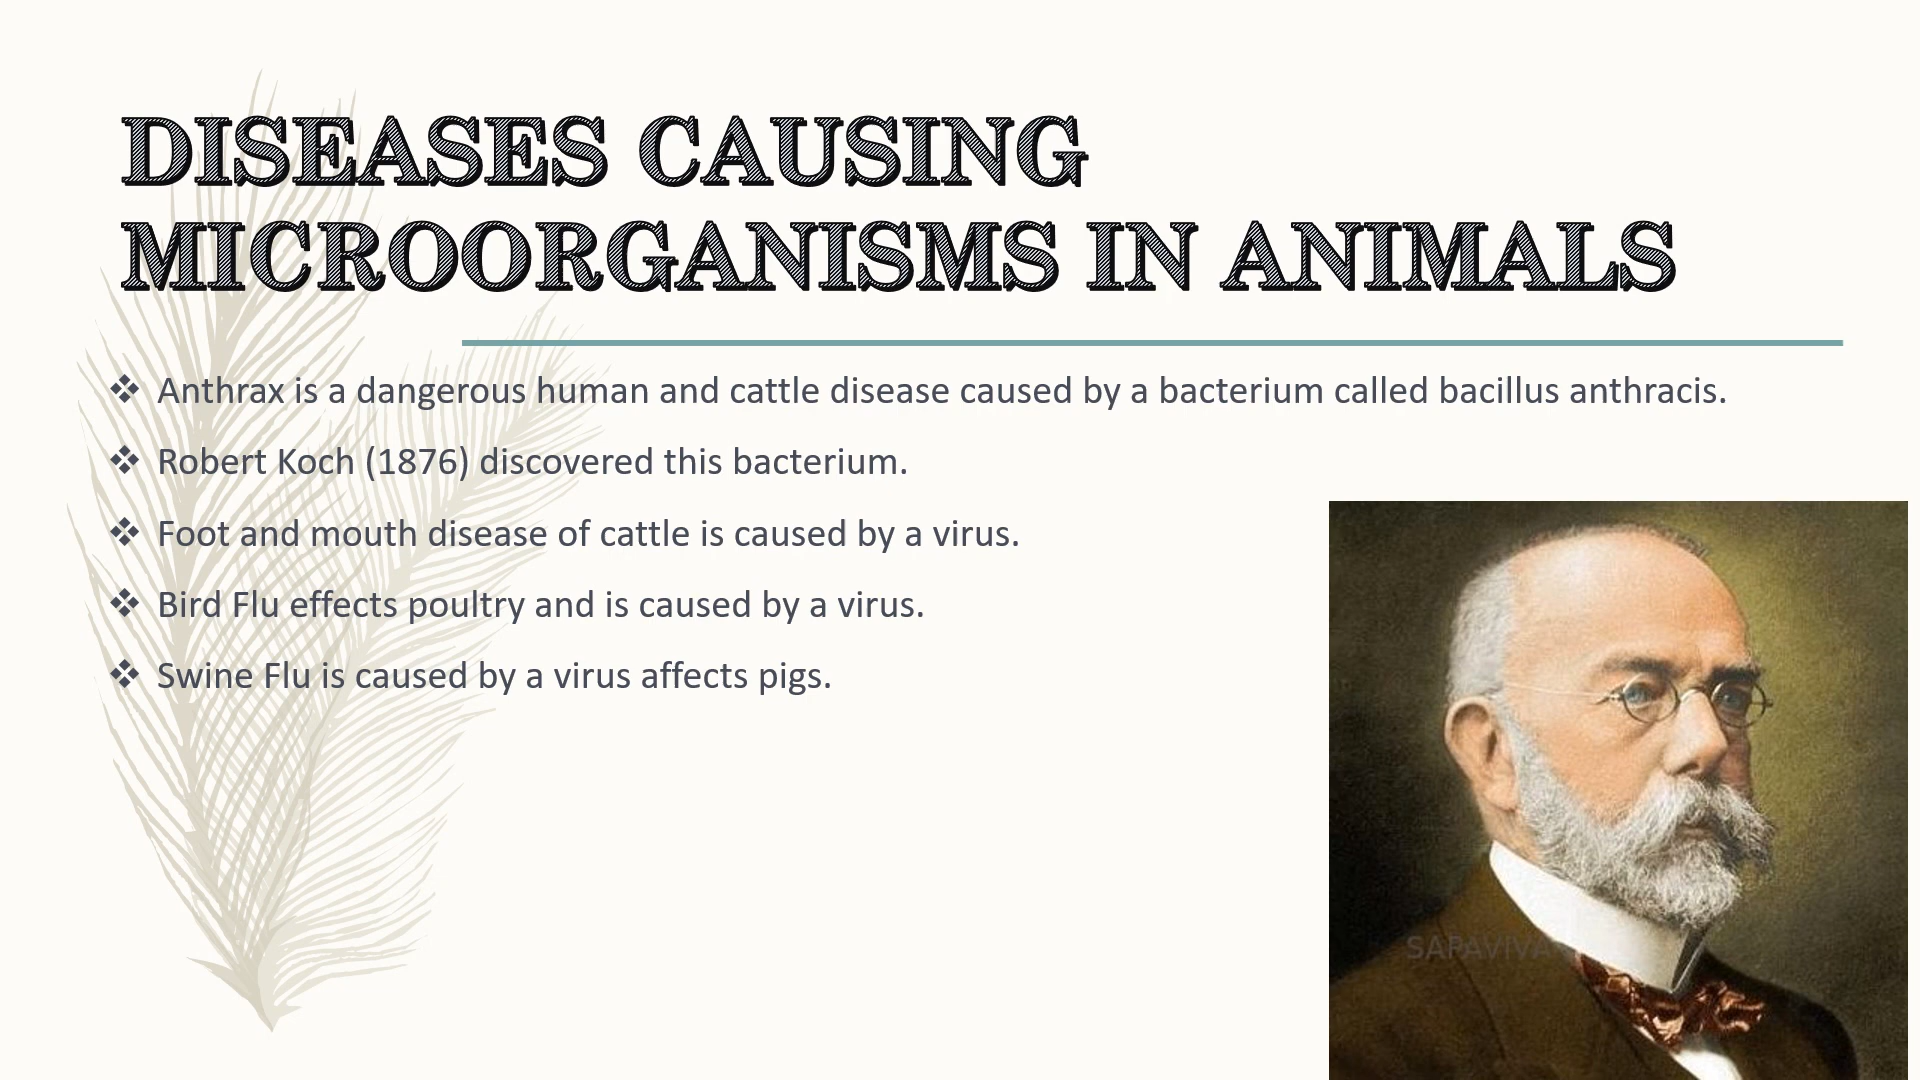 DISEASES CAUSING
MICROORGANISMS IN ANIMALS
❖ Anthrax is a dangerous human and cattle disease caused by a bacterium called bacillus anthracis.
❖ Robert Koch (1876) discovered this bacterium.
❖ Foot and mouth disease of cattle is caused by a virus.
❖ Bird Flu effects poultry and is caused by a virus.
❖ Swine Flu is caused by a virus affects pigs.